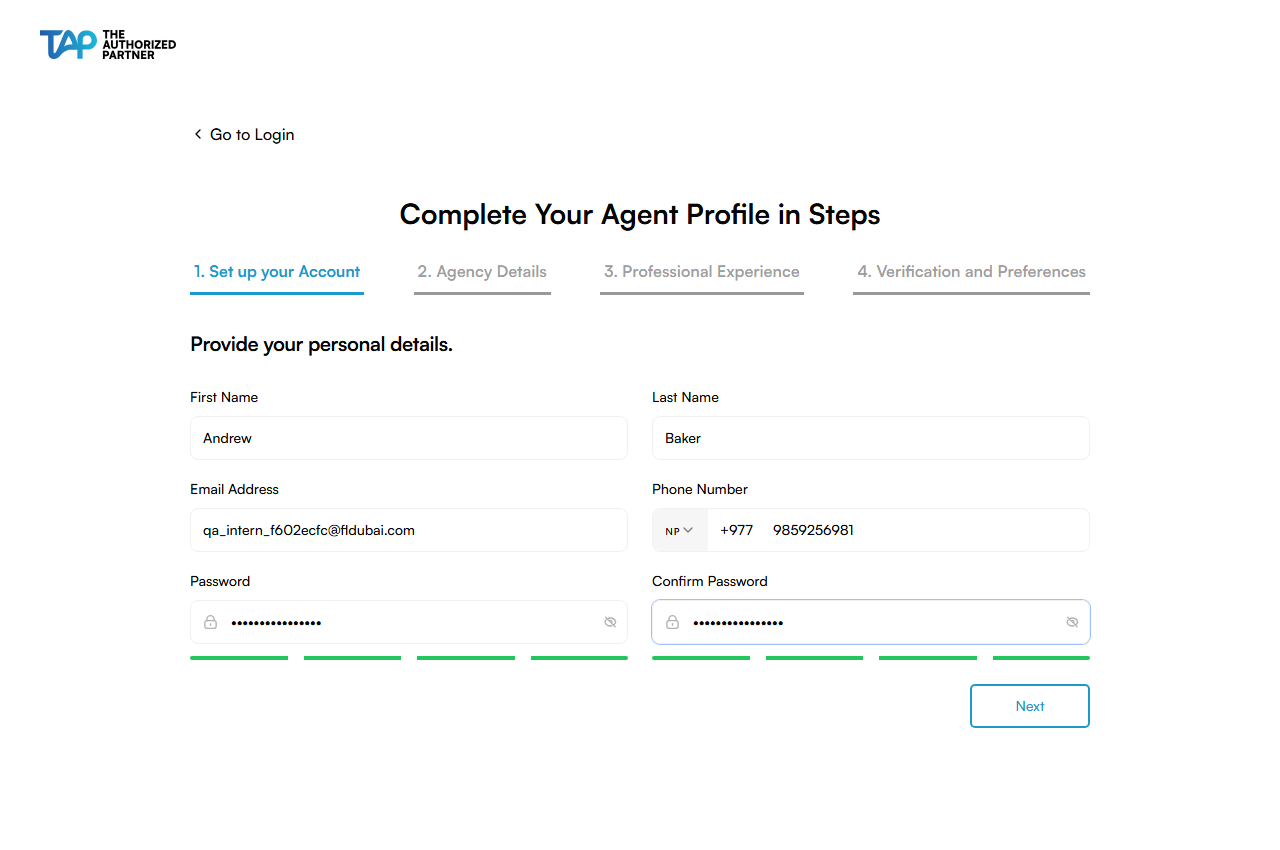 TAP THE AUTHORIZED PARTNER
Go to Login
Complete Your Agent Profile in Steps
1. Set up your Account
2. Agency Details
3. Professional Experience
4. Verification and Preferences
Provide your personal details.
First Name
Last Name
Andrew
Baker
Email Address
Phone Number
qa_intern_f602ecfc@fldubai.com
NP +977 9859256981
Password
Confirm Password
••••••••••••••••
••••••••••••••••
Next